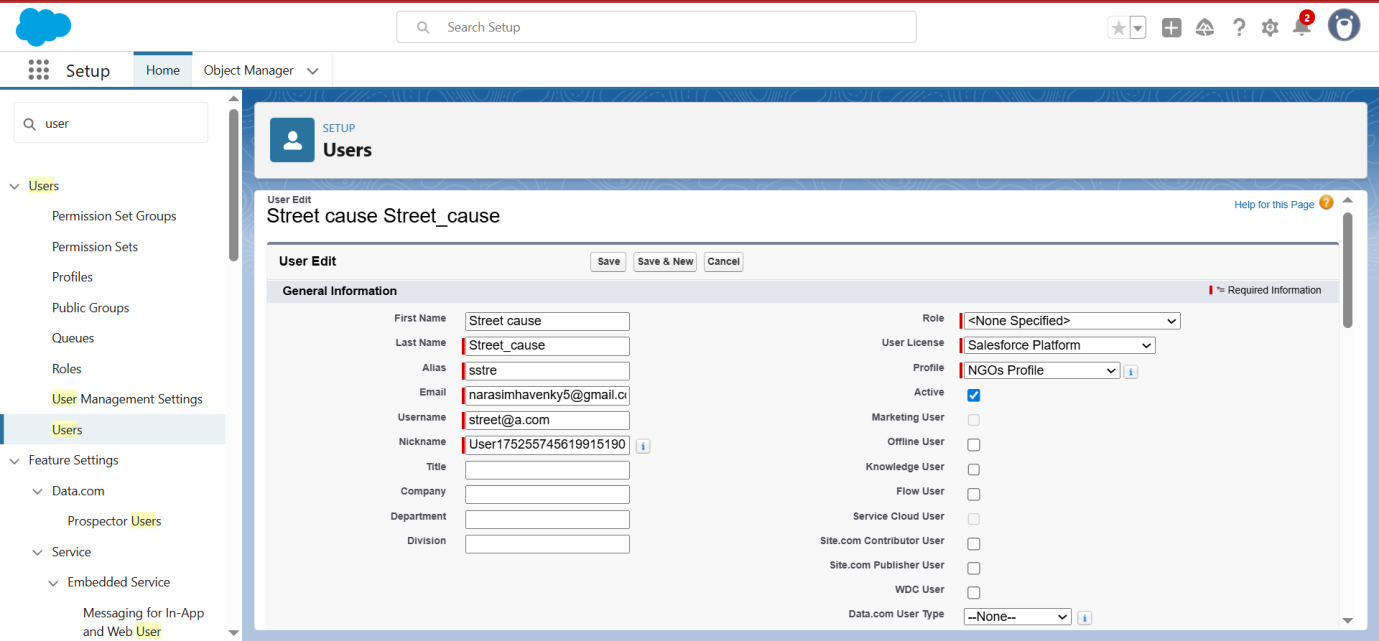 Search Setup
2
Setup
Home
Object Manager
user
Users
Permission Set Groups
Permission Sets
Profiles
Public Groups
Queues
Roles
User Management Settings
Users
Feature Settings
Data.com
Prospector Users
Service
Embedded Service
Messaging for In-App
and Web User
SETUP
Users
User Edit
Street cause Street_cause
Help for this Page ?
User Edit
Save
Save & New
Cancel
General Information
*= Required Information
First Name Street cause
Last Name Street_cause
Alias sstre
Email narasimhavenky5@gmail.c
Username street@a.com
Nickname User175255745619915190 i
Title
Company
Department
Division
Role <None Specified>
User License Salesforce Platform
Profile NGOs Profile i
Active
Marketing User
Offline User
Knowledge User
Flow User
Service Cloud User
Site.com Contributor User
Site.com Publisher User
WDC User
Data.com User Type --None-- i